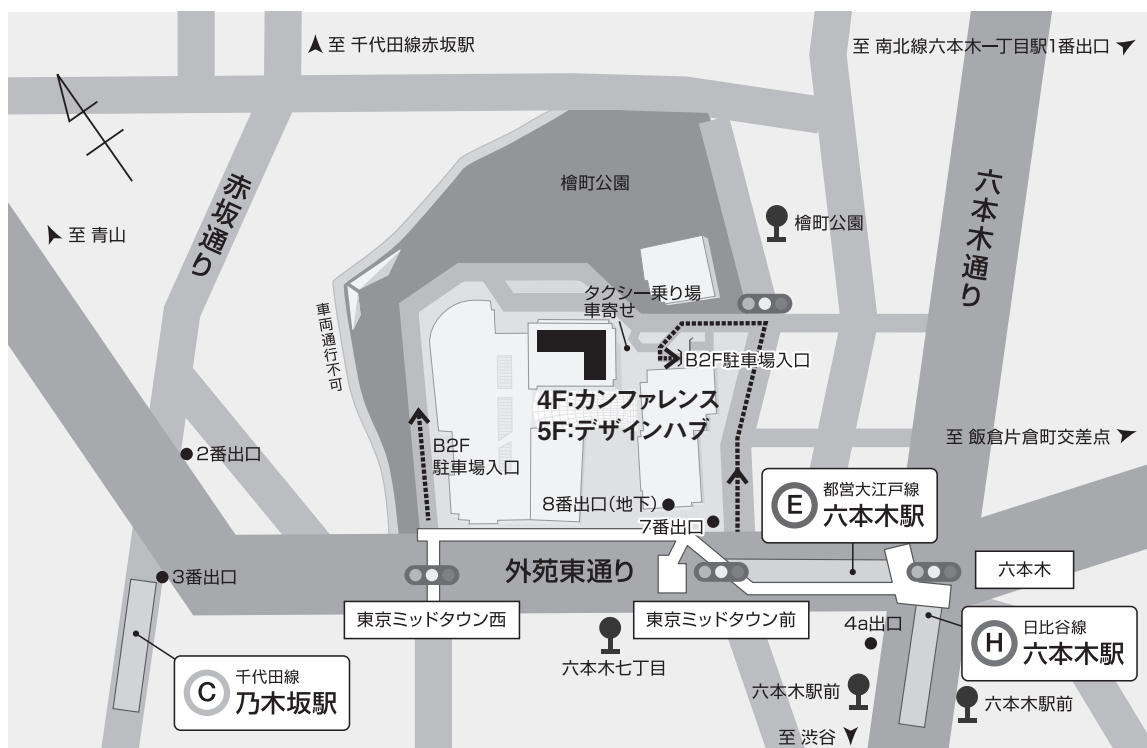 至 千代田線赤坂駅
至 南北線六本木一丁目駅1番出口
檜町公園
赤坂通り
六本木通り
至 青山
檜町公園
タクシー乗り場
車寄せ
車両通行不可
B2F駐車場入口
4F:カンファレンス
5F:デザインハブ
B2F
駐車場入口
至 飯倉片倉町交差点
2番出口
8番出口(地下)
7番出口
E
都営大江戸線
六本木駅
3番出口
外苑東通り
六本木
東京ミッドタウン西
東京ミッドタウン前
4a出口
H
日比谷線
六本木駅
六本木七丁目
C
千代田線
乃木坂駅
六本木駅前
六本木駅前
至 渋谷